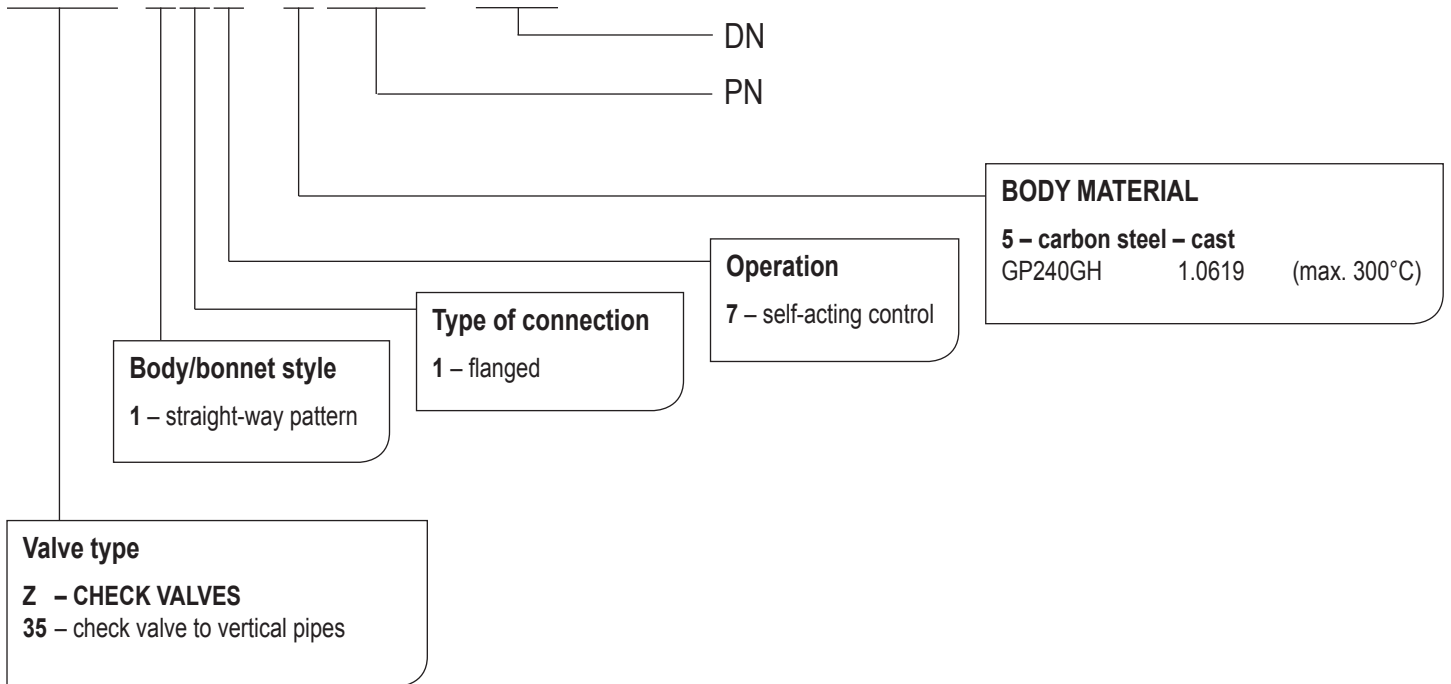 DN
PN
BODY MATERIAL
5 – carbon steel – cast
GP240GH 1.0619 (max. 300°C)
Operation
7 – self-acting control
Type of connection
1 – flanged
Body/bonnet style
1 – straight-way pattern
Valve type
Z – CHECK VALVES
35 – check valve to vertical pipes